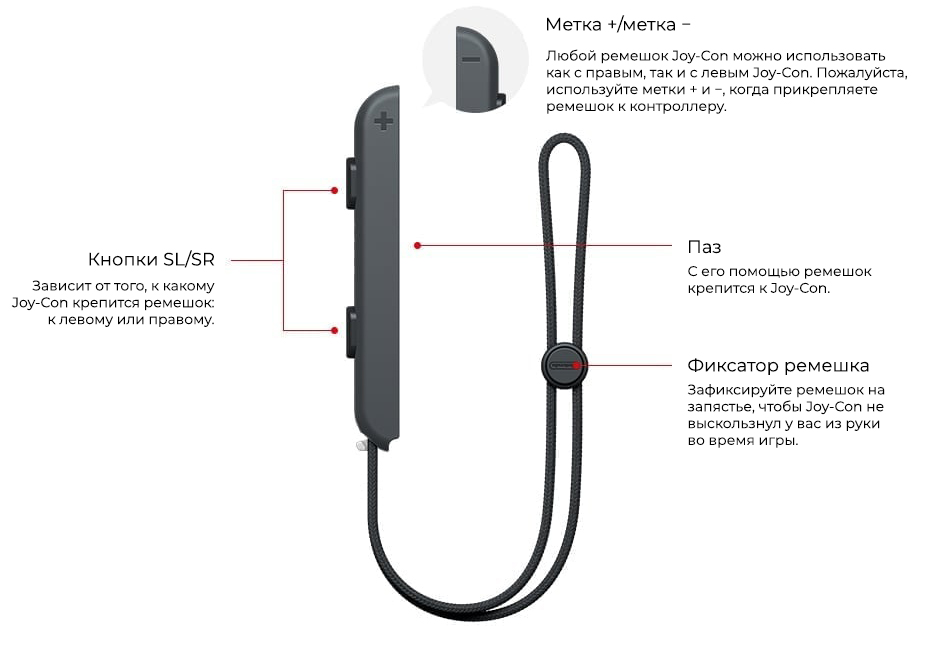 Метка +/метка −
Любой ремешок Joy-Con можно использовать
как с правым, так и с левым Joy-Con. Пожалуйста,
используйте метки + и −, когда прикрепляете
ремешок к контроллеру.
Кнопки SL/SR
Зависит от того, к какому
Joy-Con крепится ремешок:
к левому или правому.
Паз
С его помощью ремешок
крепится к Joy-Con.
Фиксатор ремешка
Зафиксируйте ремешок на
запястье, чтобы Joy-Con не
выскользнул у вас из руки
во время игры.